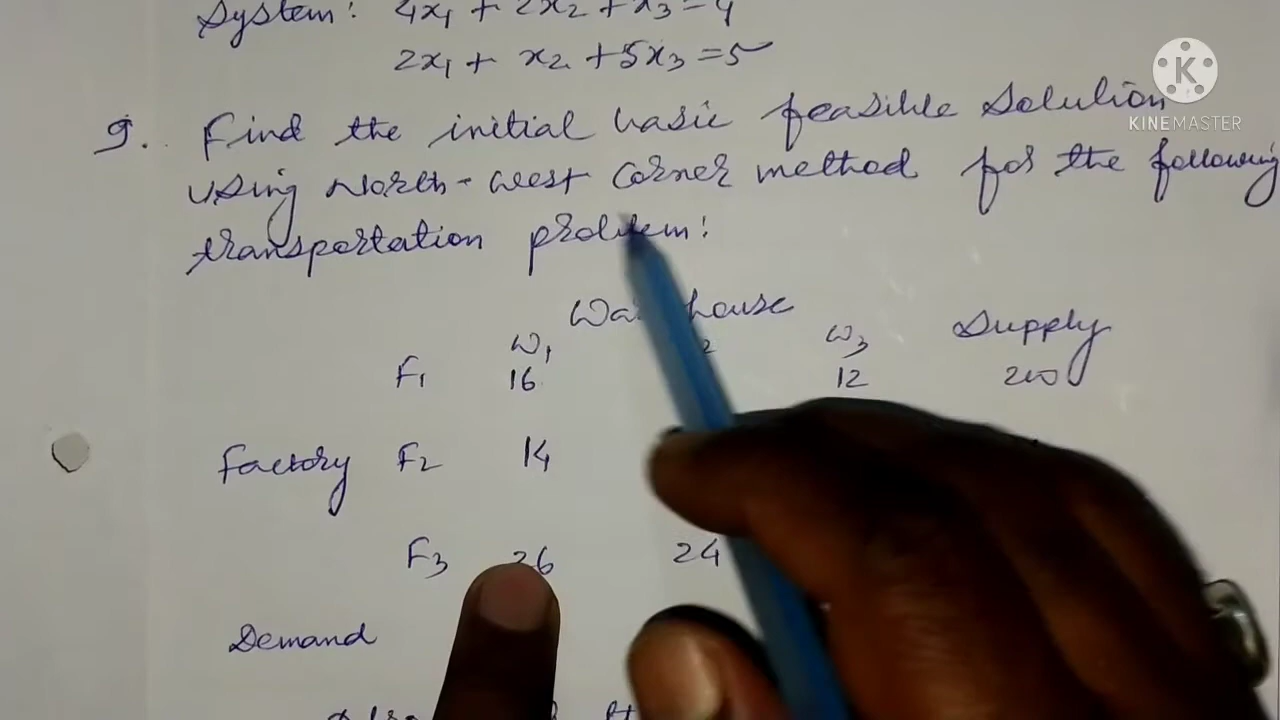 System: 4x₁ + 2x₂ + x₃ = 4
2x₁ + x₂ + 5x₃ = 5
KINEMASTER
9. Find the initial basic feasible solution
using North-West Corner method for the following
transportation problem:
Warehouse
W₁ W₃ Supply
F₁ 16 12 200
Factory F₂ 14
F₃ 26 24
Demand